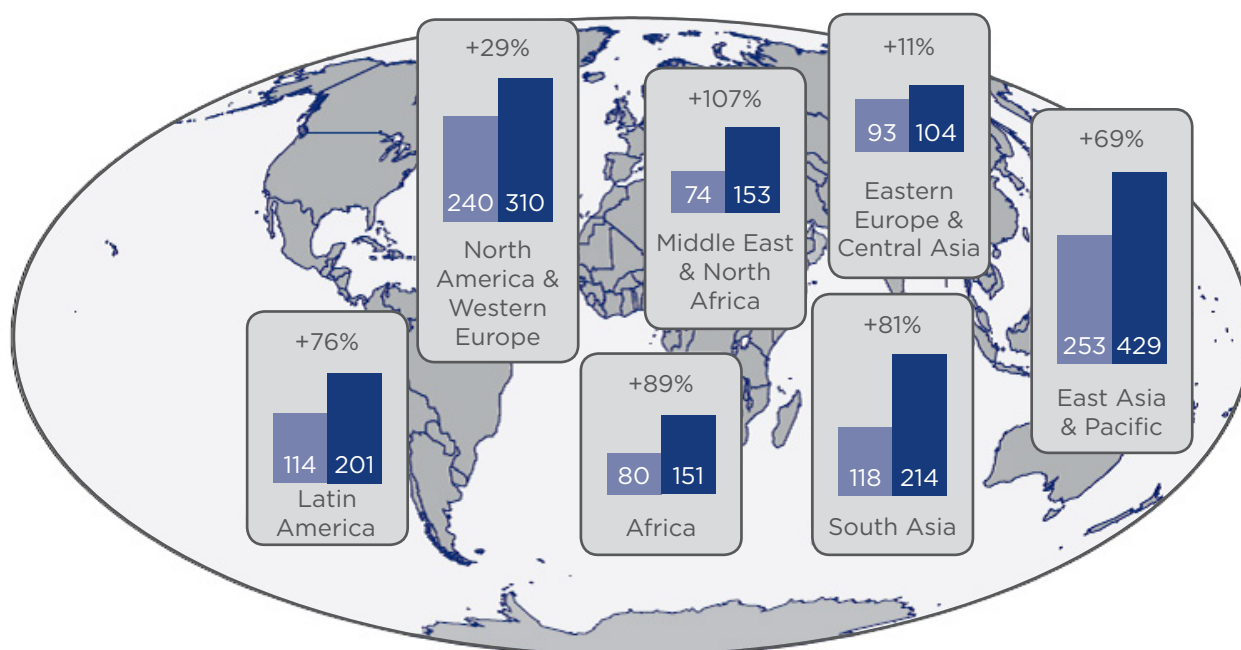 +29%
240 310
North
America &
Western
Europe
+107%
74 153
Middle East
& North
Africa
+11%
93 104
Eastern
Europe &
Central Asia
+69%
253 429
East Asia
& Pacific
+76%
114 201
Latin
America
+89%
80 151
Africa
+81%
118 214
South Asia